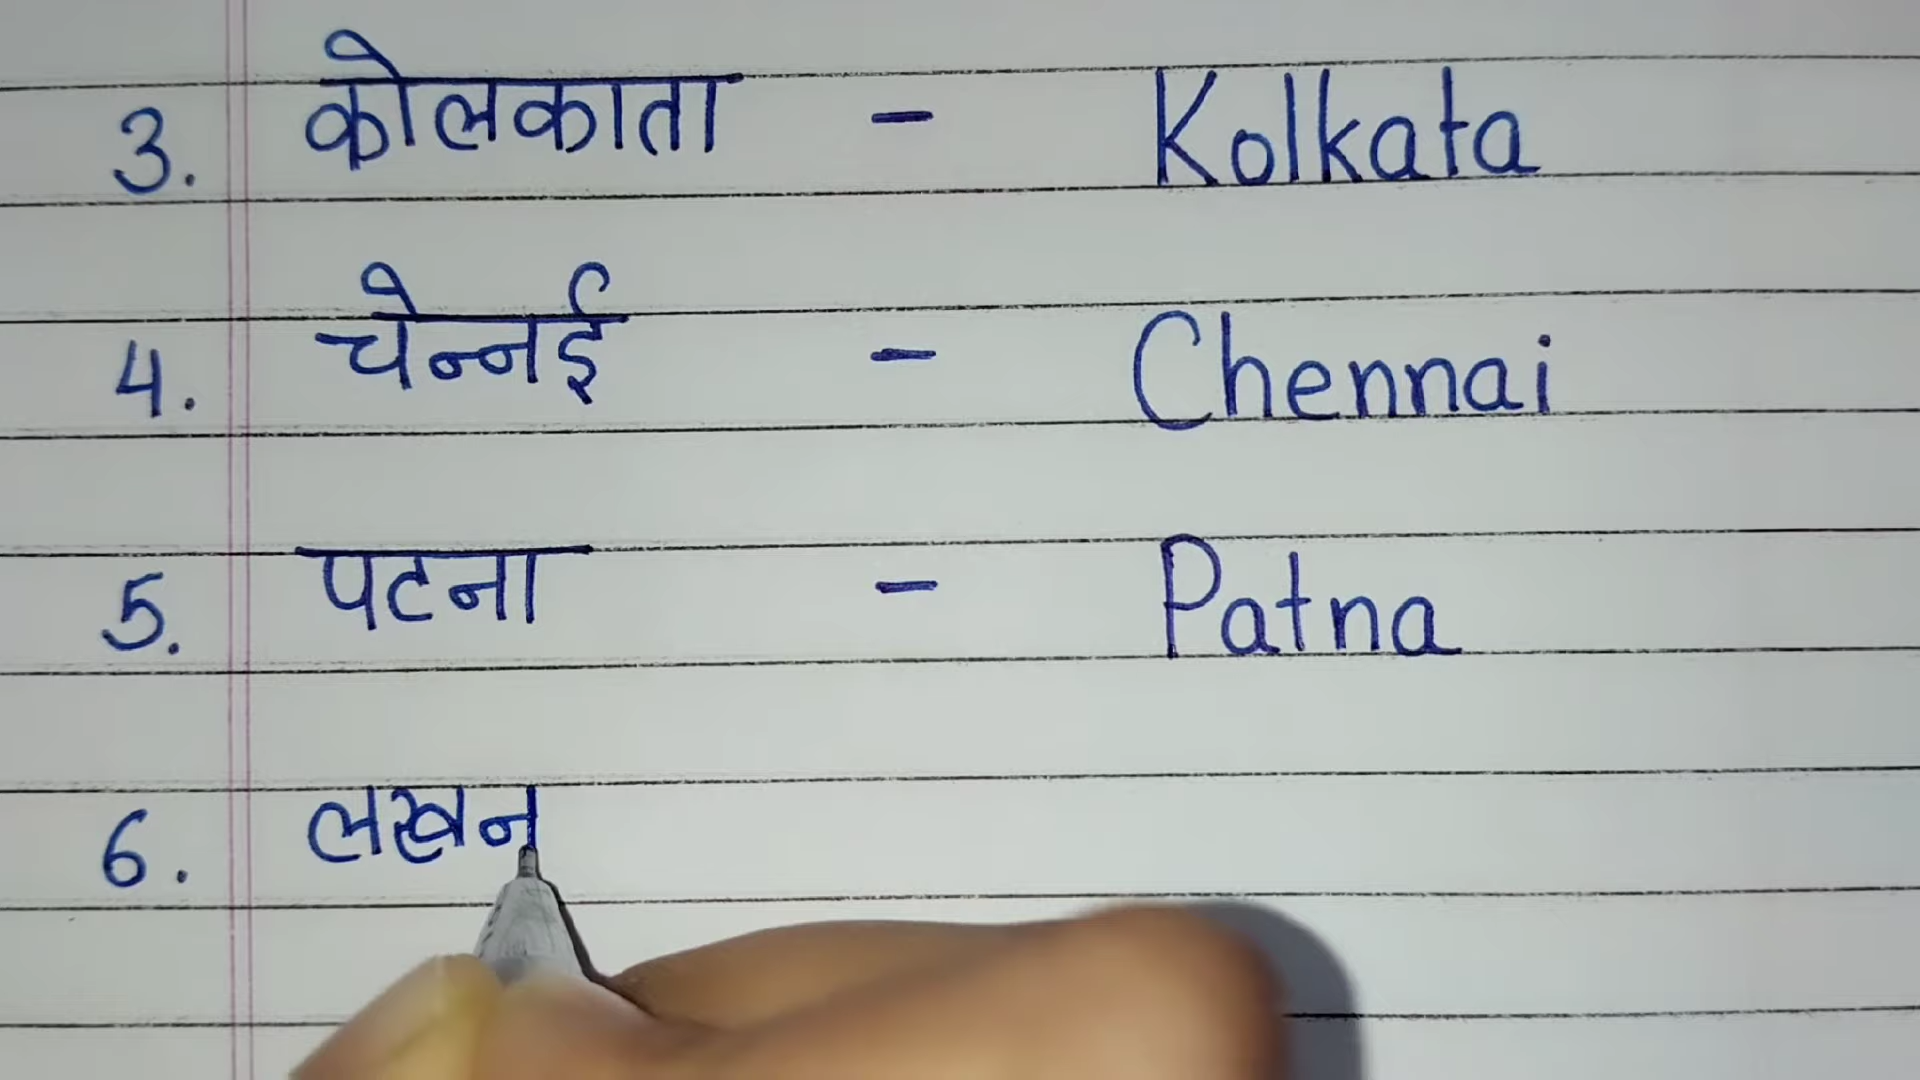 3. कोलकाता - Kolkata
4. चेन्नई - Chennai
5. पटना - Patna
6. लखन